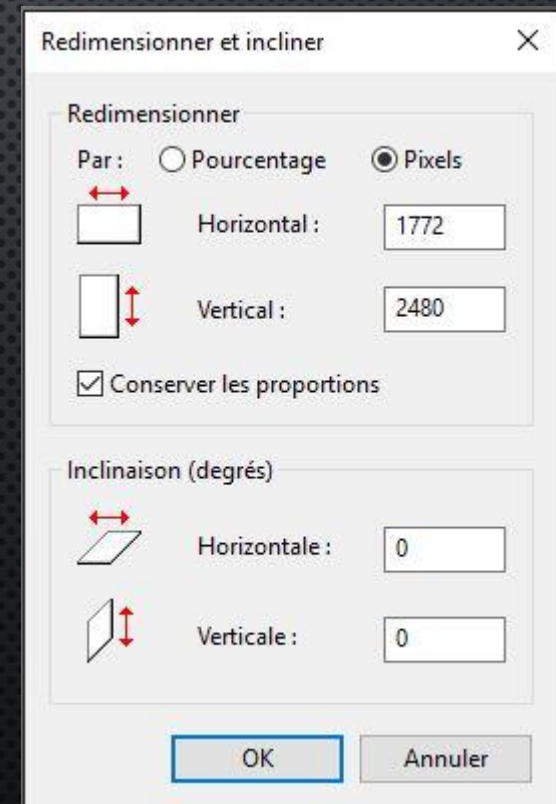 Redimensionner et incliner
Redimensionner
Par : Pourcentage Pixels
Horizontal : 1772
Vertical : 2480
Conserver les proportions
Inclinaison (degrés)
Horizontale : 0
Verticale : 0
OK Annuler